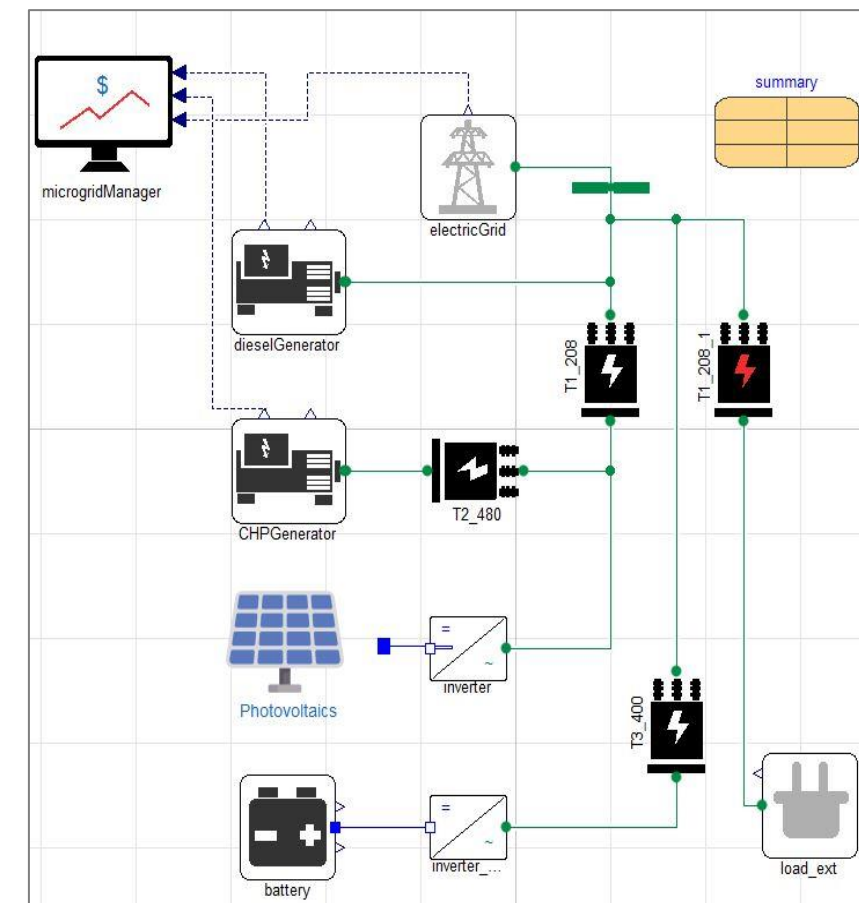 $
summary
microgridManager
electricGrid
dieselGenerator
T1_208
T1_208_1
CHPGenerator
T2_480
=
~
inverter
Photovoltaics
T3_400
=
~
inverter_...
battery
load_ext